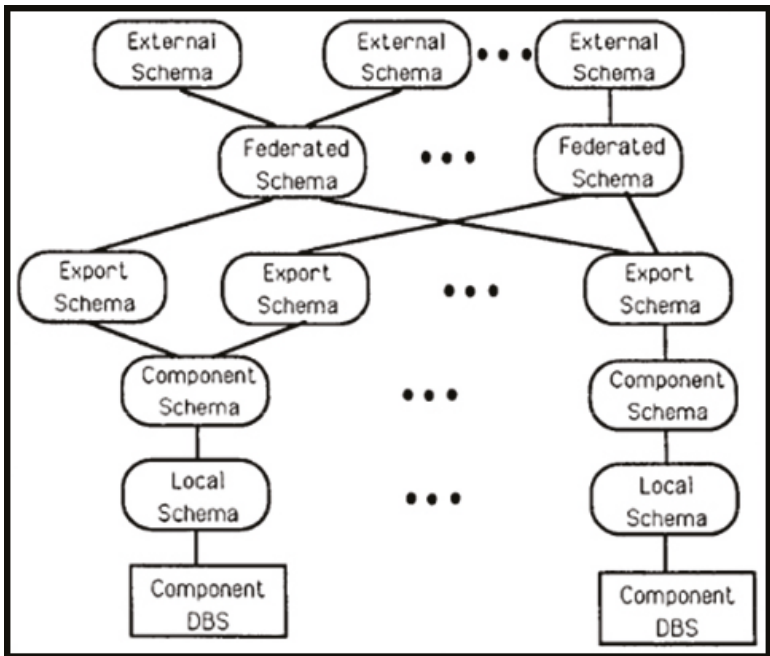 External
Schema
External
Schema
External
Schema
Federated
Schema
Federated
Schema
Export
Schema
Export
Schema
Export
Schema
Component
Schema
Component
Schema
Local
Schema
Local
Schema
Component
DBS
Component
DBS